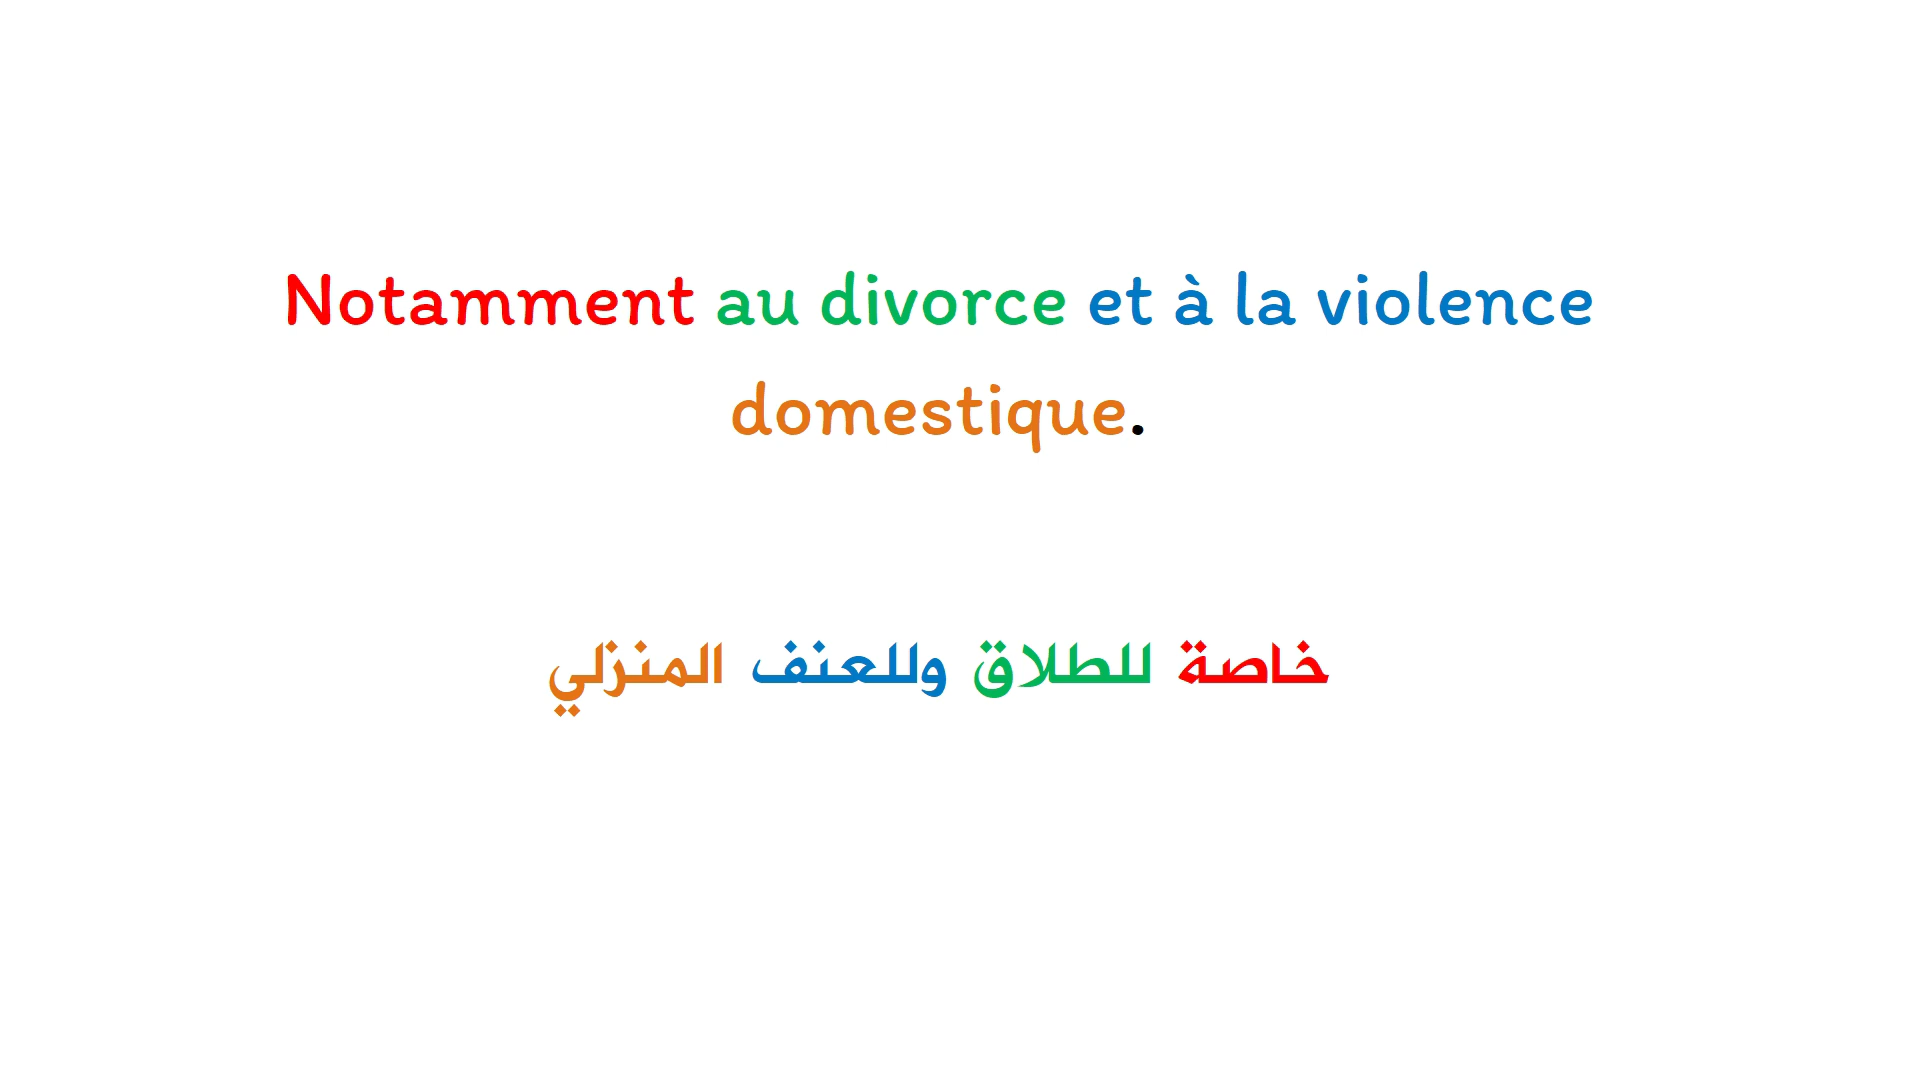 Notamment au divorce et à la violence
domestique.
خاصة للطلاق وللعنف المنزلي